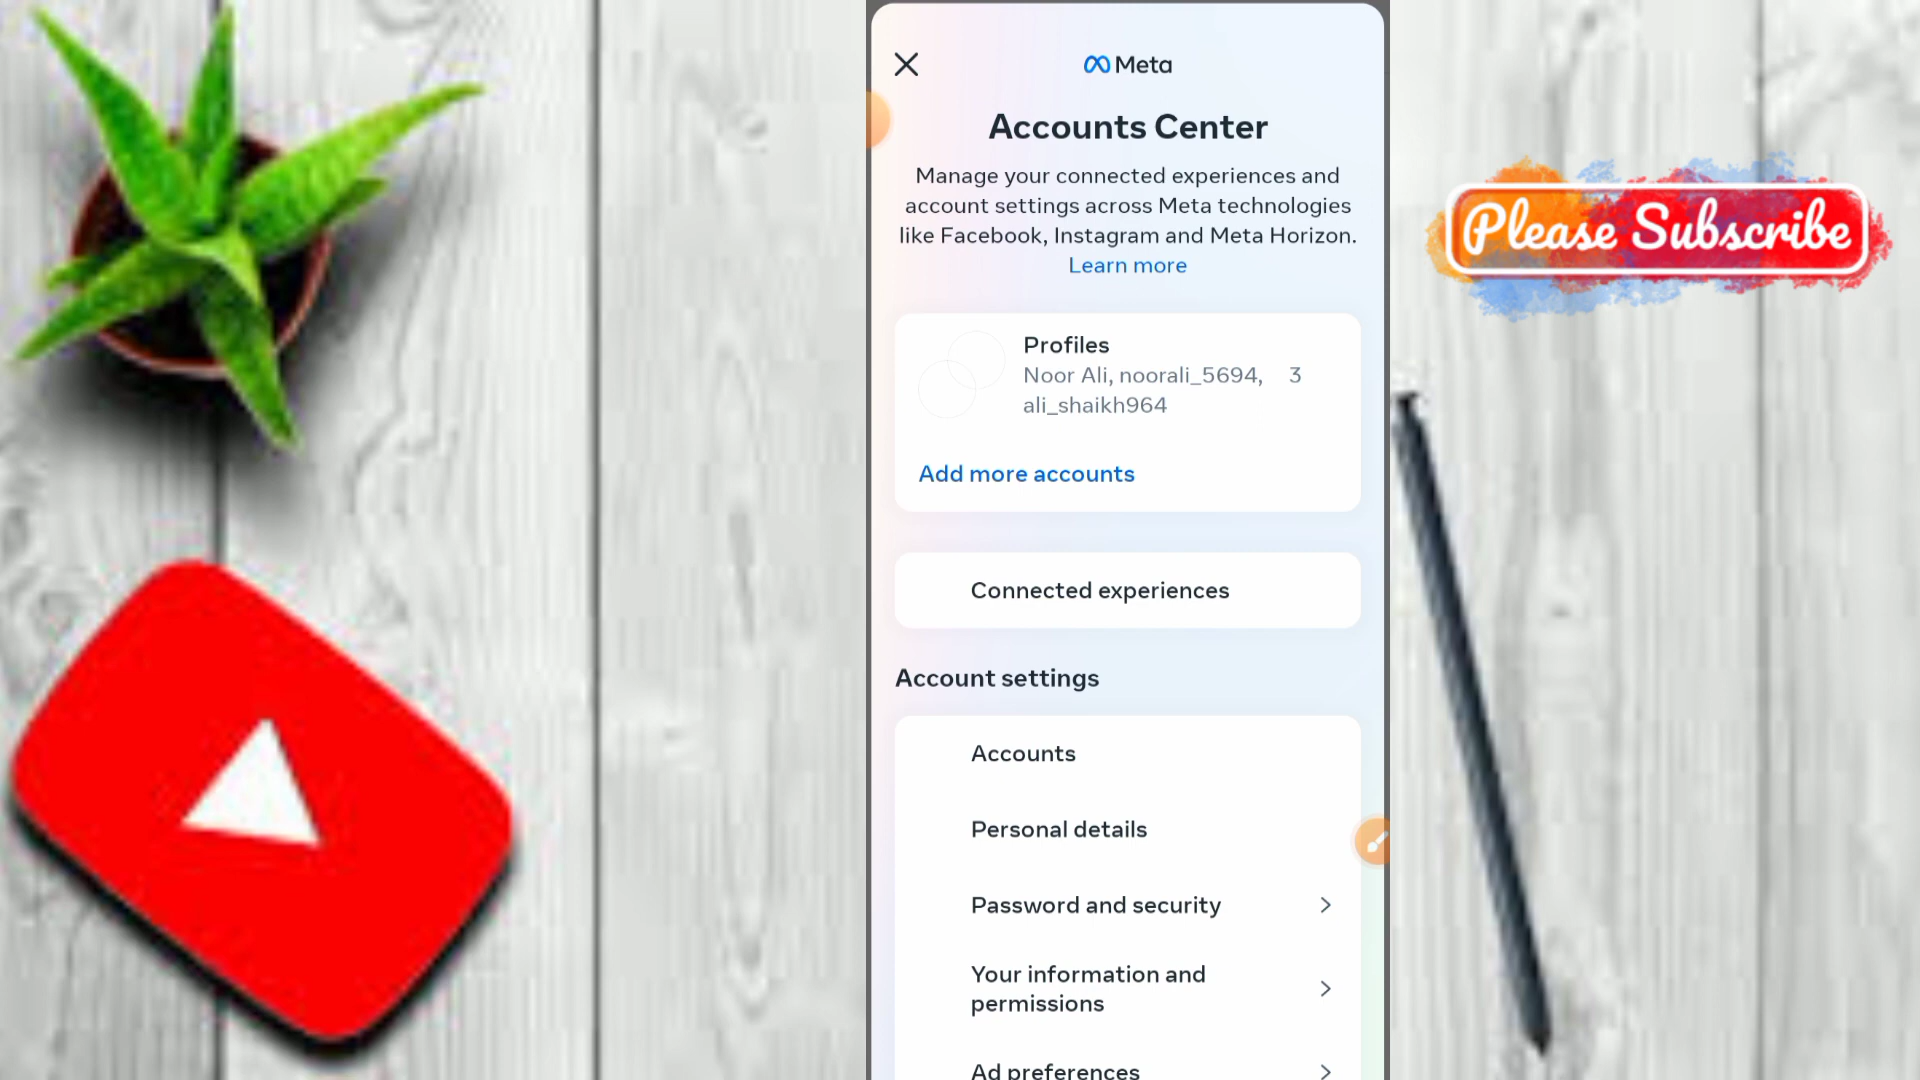 Meta
Accounts Center
Manage your connected experiences and
account settings across Meta technologies
like Facebook, Instagram and Meta Horizon.
Learn more
Profiles
Noor Ali, noorali_5694, 3
ali_shaikh964
Add more accounts
Connected experiences
Account settings
Accounts
Personal details
Password and security
Your information and
permissions
Ad preferences
Please Subscribe